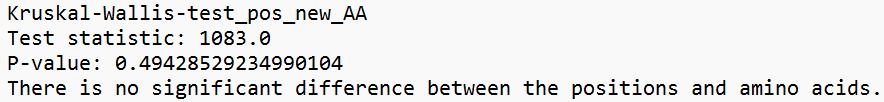 Kruskal-Wallis-test_pos_new_AA
Test statistic: 1083.0
P-value: 0.49428529234990104
There is no significant difference between the positions and amino acids.